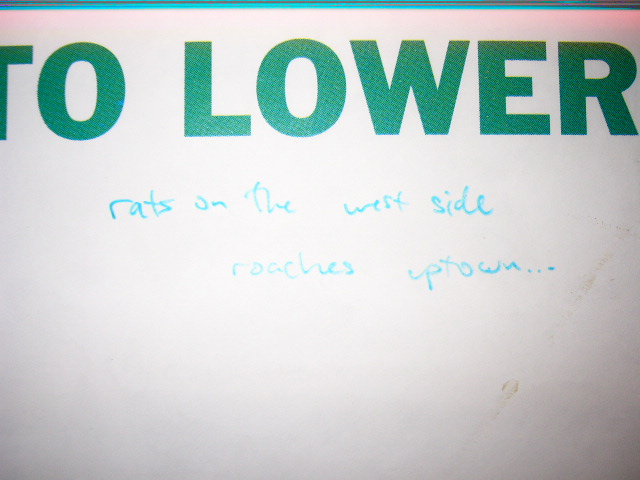 TO LOWER
rats on the west side
roaches uptown...